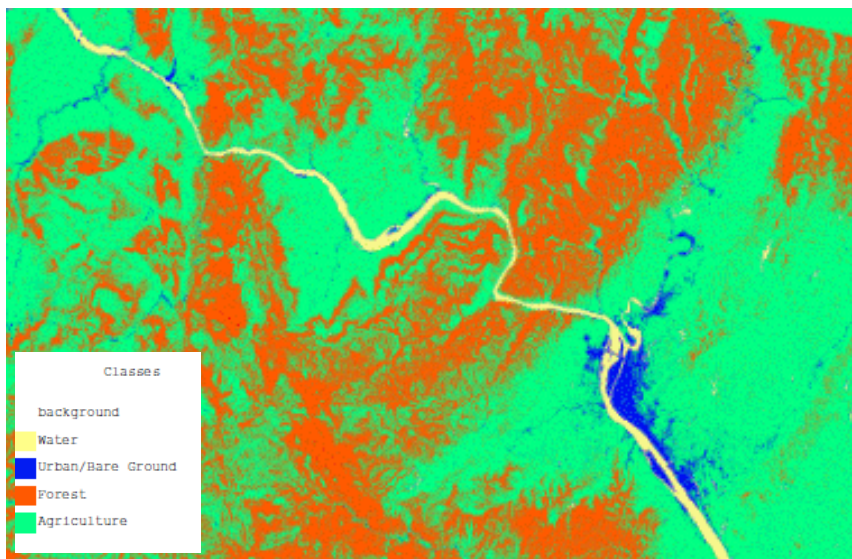 Classes
background
Water
Urban/Bare Ground
Forest
Agriculture